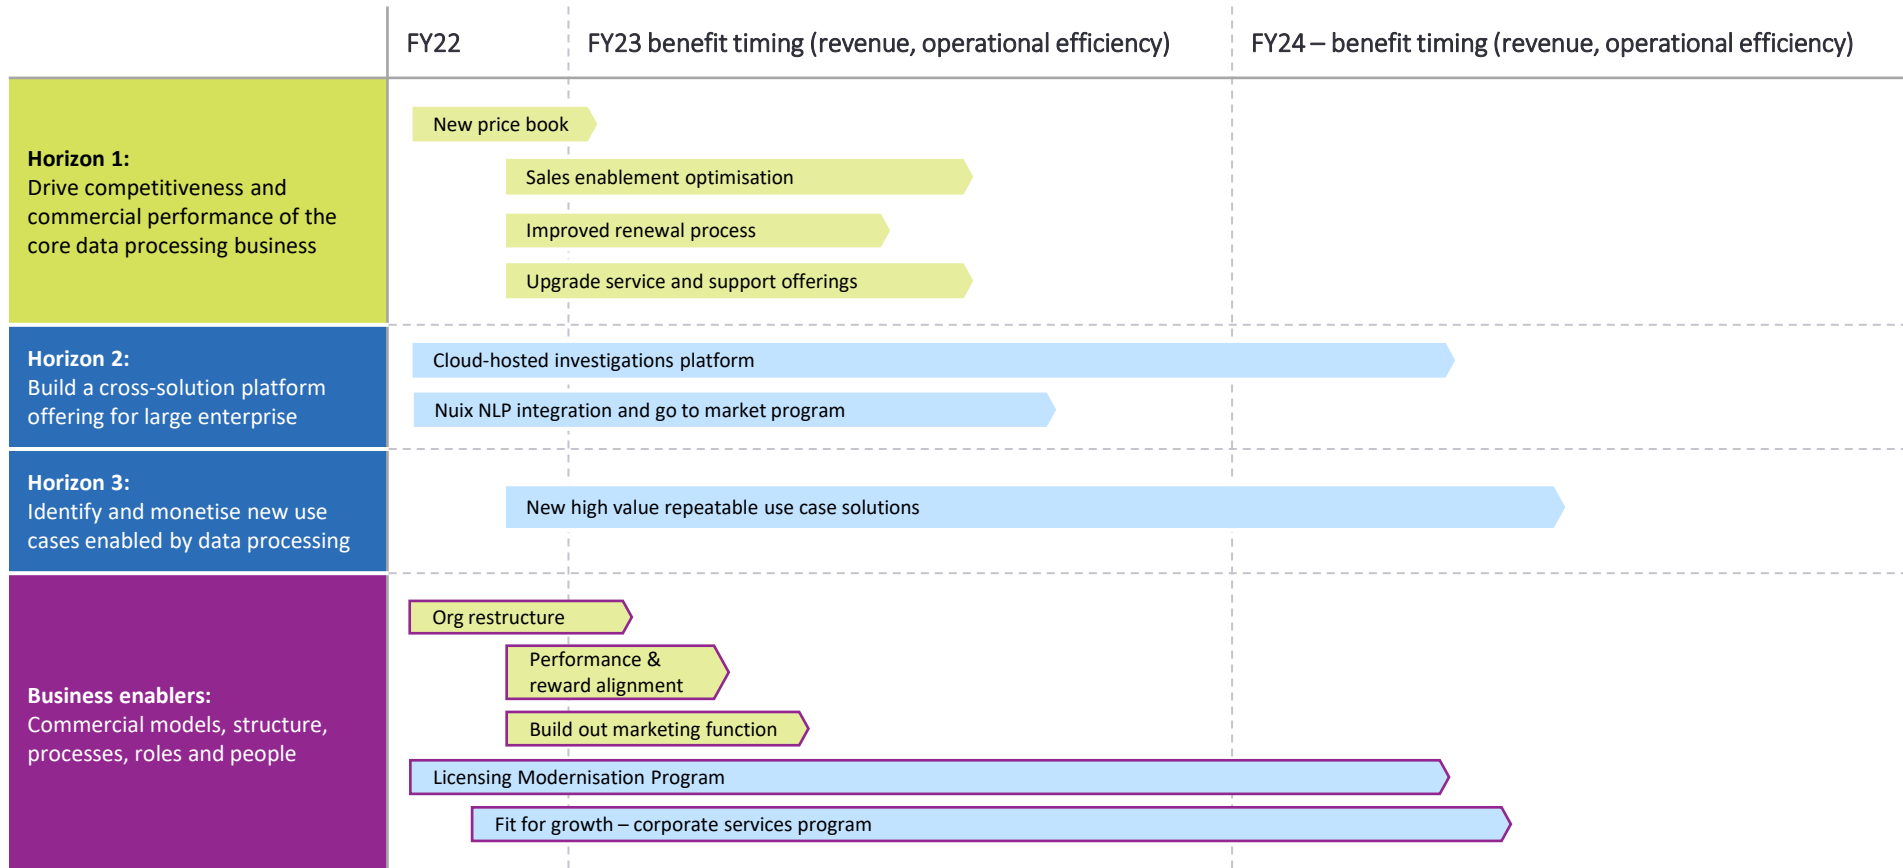 FY22
FY23 benefit timing (revenue, operational efficiency)
FY24 – benefit timing (revenue, operational efficiency)
Horizon 1:
Drive competitiveness and
commercial performance of the
core data processing business
New price book
Sales enablement optimisation
Improved renewal process
Upgrade service and support offerings
Horizon 2:
Build a cross-solution platform
offering for large enterprise
Cloud-hosted investigations platform
Nuix NLP integration and go to market program
Horizon 3:
Identify and monetise new use
cases enabled by data processing
New high value repeatable use case solutions
Business enablers:
Commercial models, structure,
processes, roles and people
Org restructure
Performance &
reward alignment
Build out marketing function
Licensing Modernisation Program
Fit for growth – corporate services program